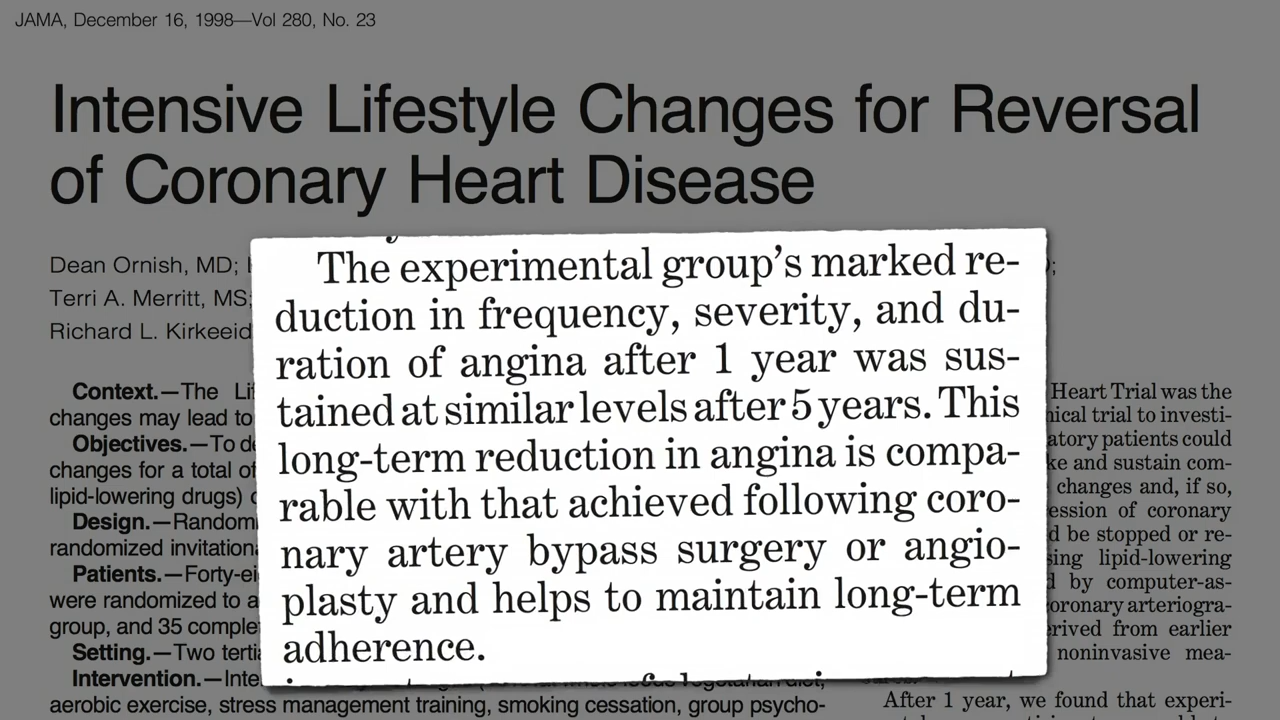 JAMA, December 16, 1998—Vol 280, No. 23
Intensive Lifestyle Changes for Reversal
of Coronary Heart Disease
Dean Ornish, MD;
Terri A. Merritt, MS;
Richard L. Kirkeeid
The experimental group's marked re-
duction in frequency, severity, and du-
ration of angina after 1 year was sus-
tained at similar levels after 5 years. This
long-term reduction in angina is compa-
rable with that achieved following coro-
nary artery bypass surgery or angio-
plasty and helps to maintain long-term
adherence.
Context.—The
changes may lead to
Objectives.—To
changes for a total of
lipid-lowering drugs)
Design.—Random
randomized invitationa
Patients.—Forty-ei
were randomized to a
group, and 35 comple
Setting.—Two
Intervention.—Inte
aerobic exercise, stress management training, smoking cessation, group psycho-
Heart Trial was the
ical trial to investi-
atory patients could
ke and sustain com-
changes and, if so,
ession of coronary
d be stopped or re-
sing lipid-lowering
d by computer-as-
oronary arteriogra-
erived from earlier
noninvasive mea-
After 1 year, we found that experi-